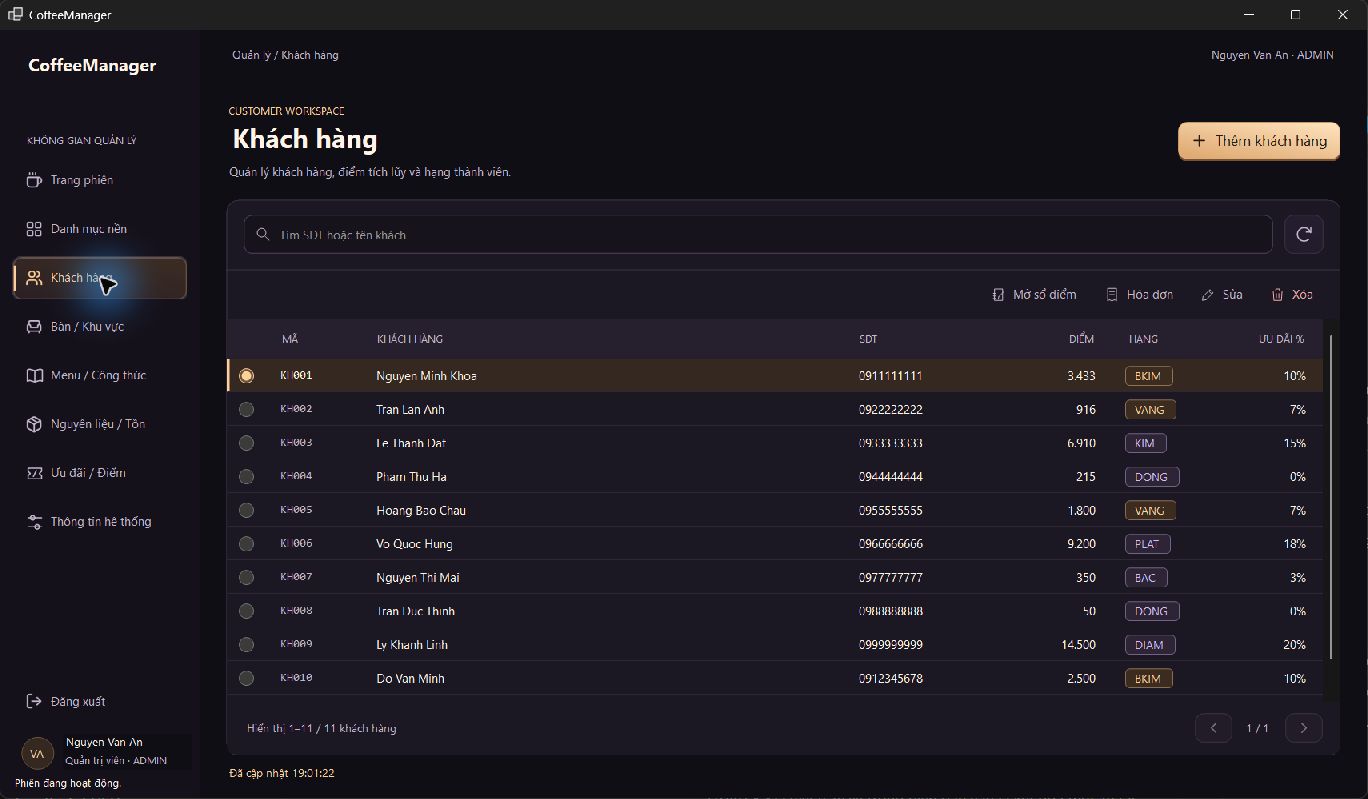 CoffeeManager
CoffeeManager
Quản lý / Khách hàng
Nguyen Van An · ADMIN
CUSTOMER WORKSPACE
Khách hàng
+ Thêm khách hàng
Quản lý khách hàng, điểm tích lũy và hạng thành viên.
KHÔNG GIAN QUẢN LÝ
Trang phiên
Danh mục nền
Khách hàng
Bàn / Khu vực
Menu / Công thức
Nguyên liệu / Tồn
Ưu đãi / Điểm
Thông tin hệ thống
Tìm SDT hoặc tên khách
Mở sổ điểm Hóa đơn Sửa Xóa
MÃ KHÁCH HÀNG SDT ĐIỂM HẠNG ƯU ĐÃI %
KH001 Nguyen Minh Khoa 0911111111 3.433 BKIM 10%
KH002 Tran Lan Anh 0922222222 916 VANG 7%
KH003 Le Thanh Dat 0933333333 6.910 KIM 15%
KH004 Pham Thu Ha 0944444444 215 DONG 0%
KH005 Hoang Bao Chau 0955555555 1.800 VANG 7%
KH006 Vo Quoc Hung 0966666666 9.200 PLAT 18%
KH007 Nguyen Thi Mai 0977777777 350 BAC 3%
KH008 Tran Duc Thinh 0988888888 50 DONG 0%
KH009 Ly Khanh Linh 0999999999 14.500 DIAM 20%
KH010 Do Van Minh 0912345678 2.500 BKIM 10%
Hiển thị 1–11 / 11 khách hàng
1 / 1
Đã cập nhật 19:01:22
Đăng xuất
VA
Nguyen Van An
Quản trị viên · ADMIN
Phiên đang hoạt động.